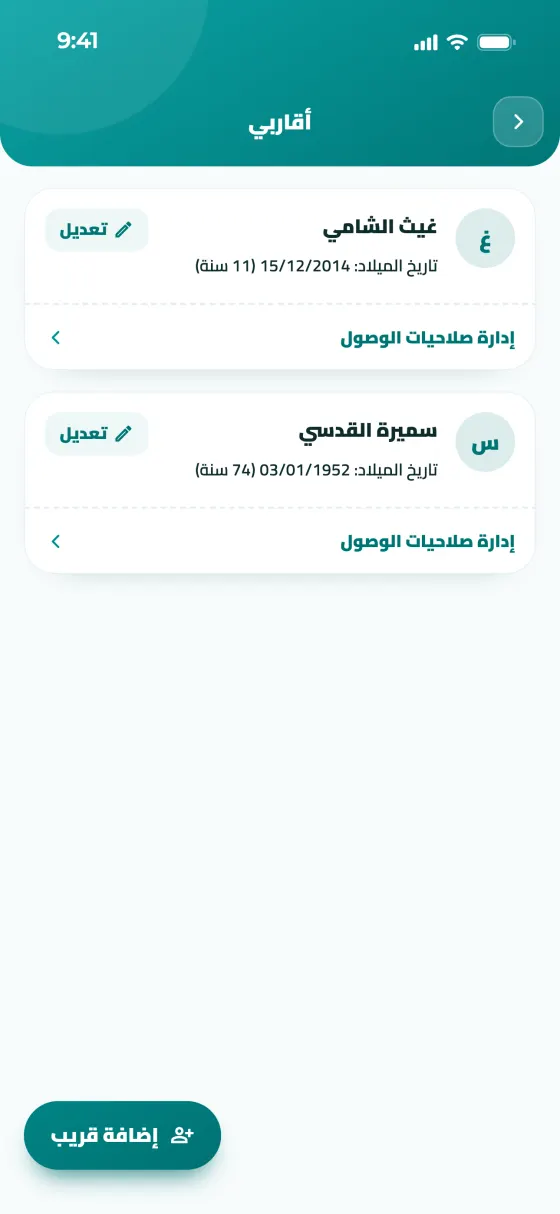 9:41
أقاربي
غ
غيث الشامي
تعديل
تاريخ الميلاد: 15/12/2014 (11 سنة)
إدارة صلاحيات الوصول
س
سميرة القدسي
تعديل
تاريخ الميلاد: 03/01/1952 (74 سنة)
إدارة صلاحيات الوصول
إضافة قريب